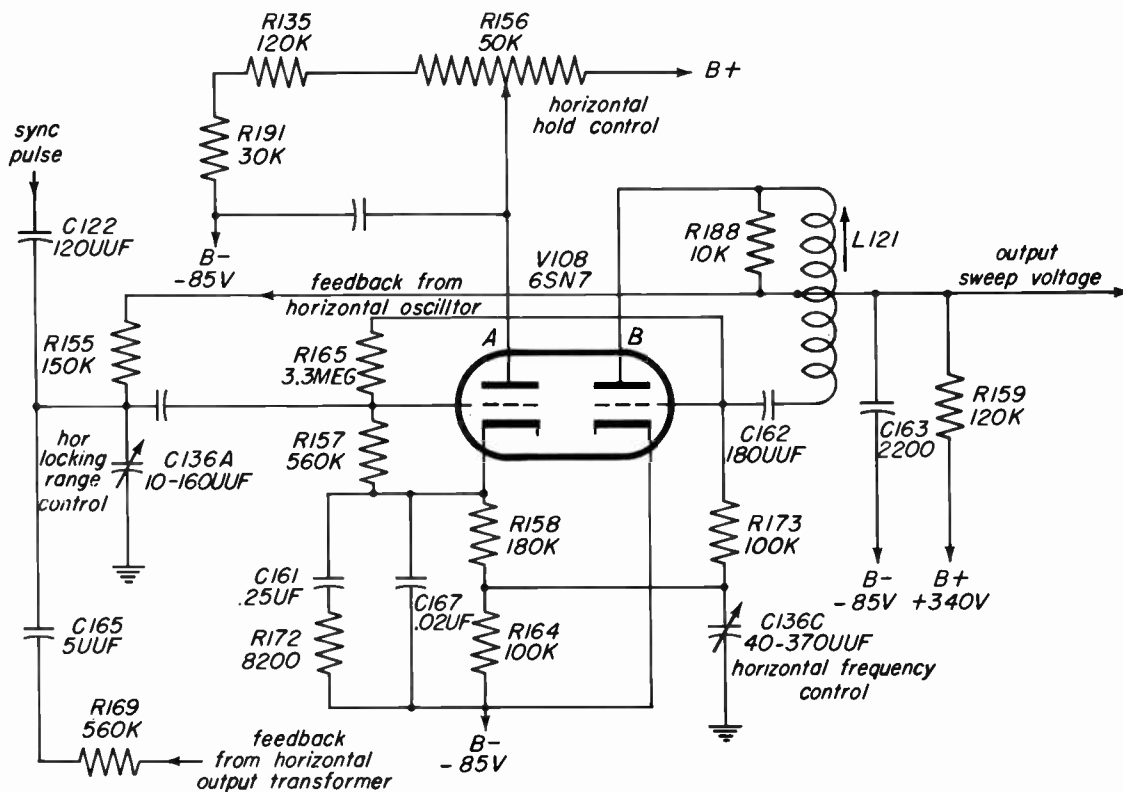 R135
120K
R156
50K
B+
horizontal
hold control
sync
pulse
R191
30K
C122
120UUF
B-
-85V
V108
6SN7
R188
10K
L121
output
sweep voltage
feedback from
horizontal oscilltor
R155
150K
A
B
R165
3.3MEG
R159
120K
hor
locking
range
control
C136A
10-160UUF
R157
560K
C162
180UUF
C163
2200
R158
180K
R173
100K
C161
.25UF
C167
.02UF
R172
8200
R164
100K
B-
-85V
B+
+340V
C136C
40-370UUF
horizontal frequency
control
C165
5UUF
R169
560K
feedback
from horizontal
output transformer
B-
-85V